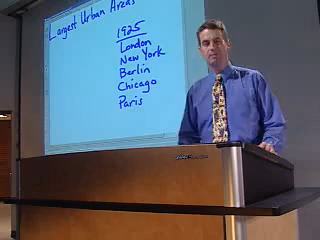 Largest Urban Areas
1925
London
New York
Berlin
Chicago
Paris